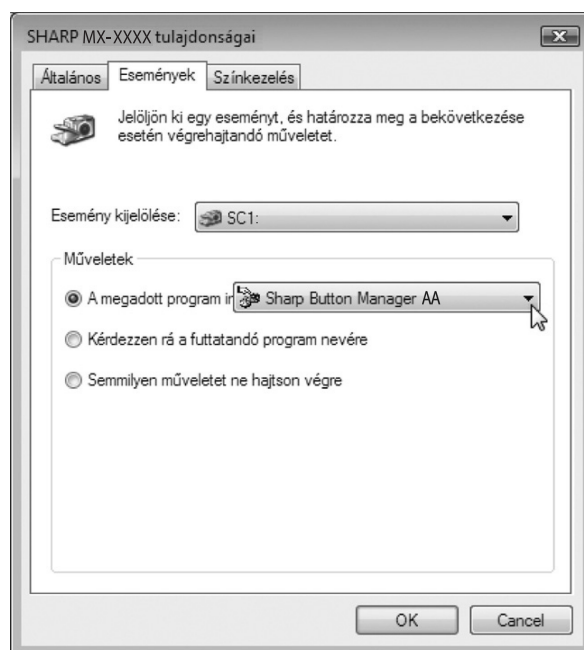 SHARP MX-XXXX tulajdonságai
Általános Események Színkezelés
Jelöljön ki egy eseményt, és határozza meg a bekövetkezése
esetén végrehajtandó műveletet.
Esemény kijelölése: SC1:
Műveletek
A megadott program Sharp Button Manager AA
Kérdezzen rá a futtatandó program nevére
Semmilyen műveletet ne hajtson végre
OK Cancel